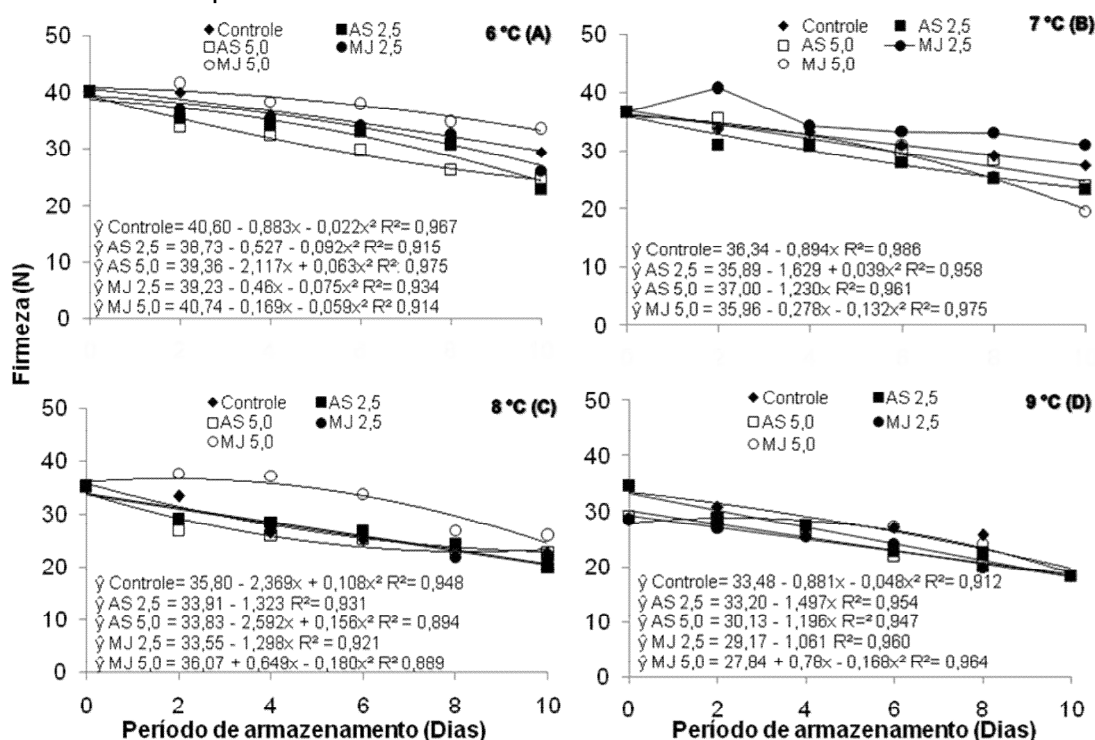 Firmeza (N)
6 °C (A)
Controle AS 2,5
AS 5,0 MJ 2,5
MJ 5,0
50
40
30
20
10
0
ŷ Controle= 40,60 - 0,883x - 0,022x² R²= 0,967
ŷ AS 2,5 = 38,73 - 0,527 - 0,092x² R²= 0,915
ŷ AS 5,0 = 39,36 - 2,117x + 0,063x² R²: 0,975
ŷ MJ 2,5 = 39,23 - 0,46x - 0,075x² R²= 0,934
ŷ MJ 5,0 = 40,74 - 0,169x - 0,059x² R² 0,914
0 2 4 6 8 10
7 °C (B)
Controle AS 2,5
AS 5,0 MJ 2,5
MJ 5,0
50
40
30
20
10
0
ŷ Controle= 36,34 - 0,894x R²= 0,986
ŷ AS 2,5= 35,89 - 1,629 + 0,039x² R²= 0,958
ŷ AS 5,0 = 37,00 - 1,230x R²= 0,961
ŷ MJ 5,0= 35,96 - 0,278x - 0,132x² R²= 0,975
0 2 4 6 8 10
8 °C (C)
Controle AS 2,5
AS 5,0 MJ 2,5
MJ 5,0
50
40
30
20
10
0
ŷ Controle= 35,80 - 2,369x + 0,108x² R²= 0,948
ŷ AS 2,5 = 33,91 - 1,323 R²= 0,931
ŷ AS 5,0 = 33,83 - 2,592x + 0,156x² R² = 0,894
ŷ MJ 2,5 = 33,55 - 1,298x R² = 0,921
ŷ MJ 5,0= 36,07 + 0,649x - 0,180x² R² 0,889
0 2 4 6 8 10
Período de armazenamento (Dias)
9 °C (D)
Controle AS 2,5
AS 5,0 MJ 2,5
MJ 5,0
50
40
30
20
10
0
ŷ Controle= 33,48 - 0,881x - 0,048x² R²= 0,912
ŷ AS 2,5 = 33,20 - 1,497x R²= 0,954
ŷ AS 5,0 = 30,13 - 1,196x R=² 0,947
ŷ MJ 2,5 = 29,17 - 1,061 R²= 0,960
ŷ MJ 5,0= 27,84 + 0,78x - 0,168x² R²= 0,964
0 2 4 6 8 10
Período de armazenamento (Dias)